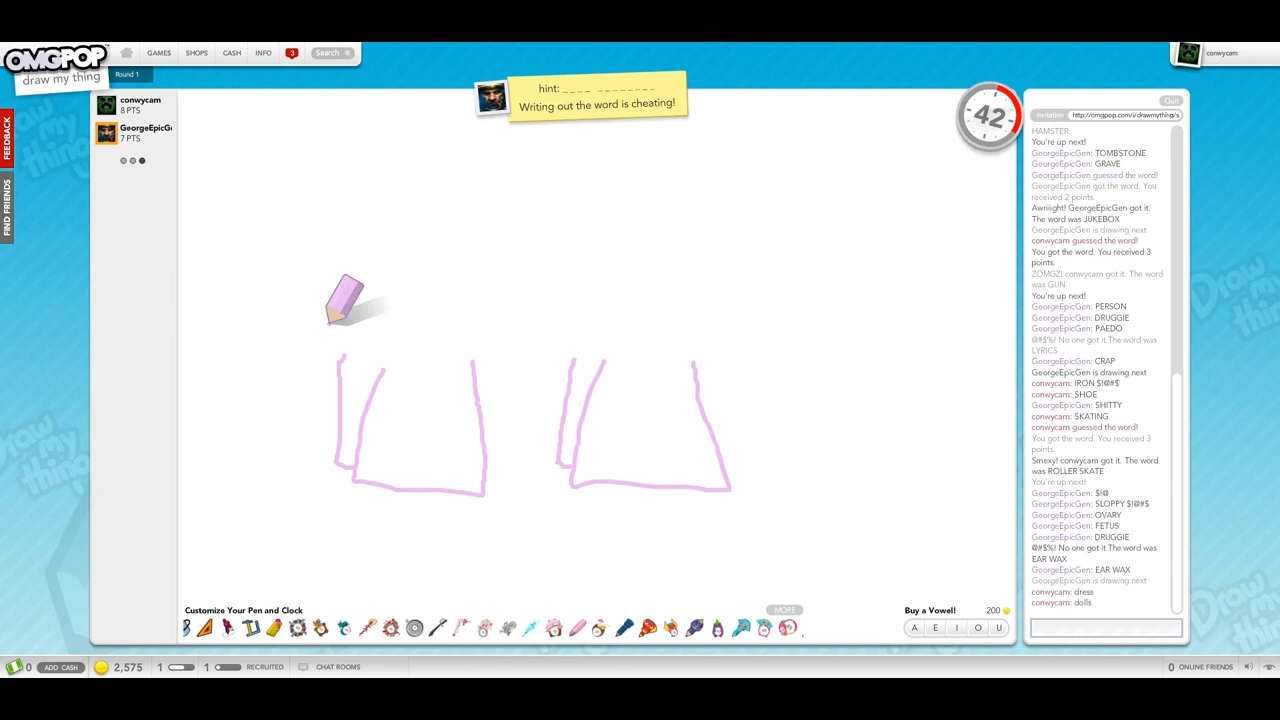 OMGPOP
GAMES SHOPS CASH INFO 3 Search
conwycam
draw my thing
Round 1
hint: _ _ _ _ _ _ _ _ _ _ _ _
Writing out the word is cheating!
FEEDBACK
FIND FRIENDS
conwycam
8 PTS
GeorgeEpicGe
7 PTS
42
Quit
Invitation http://omgpop.com/i/drawmything/s
HAMSTER
You're up next!
GeorgeEpicGen: TOMBSTONE
GeorgeEpicGen: GRAVE
GeorgeEpicGen guessed the word!
GeorgeEpicGen got the word. You
received 2 points.
Awriiight! GeorgeEpicGen got it.
The word was JUKEBOX
GeorgeEpicGen is drawing next
conwycam guessed the word!
You got the word. You received 3
points.
ZOMGZ! conwycam got it. The word
was GUN
You're up next!
GeorgeEpicGen: PERSON
GeorgeEpicGen: DRUGGIE
GeorgeEpicGen: PAEDO
@#$%! No one got it.The word was
LYRICS
GeorgeEpicGen: CRAP
GeorgeEpicGen is drawing next
conwycam: IRON $!@#$
conwycam: SHOE
GeorgeEpicGen: SHITTY
conwycam: SKATING
conwycam guessed the word!
You got the word. You received 3
points.
Smexy! conwycam got it. The word
was ROLLER SKATE
You're up next!
GeorgeEpicGen: $!@
GeorgeEpicGen: SLOPPY $!@#$
GeorgeEpicGen: OVARY
GeorgeEpicGen: FETUS
GeorgeEpicGen: DRUGGIE
@#$%! No one got it.The word was
EAR WAX
GeorgeEpicGen: EAR WAX
GeorgeEpicGen is drawing next
conwycam: dress
conwycam: dolls
Customize Your Pen and Clock
MORE
Buy a Vowel! 200
A E I O U
0 ADD CASH 2,575 1 1 RECRUITED CHAT ROOMS
0 ONLINE FRIENDS